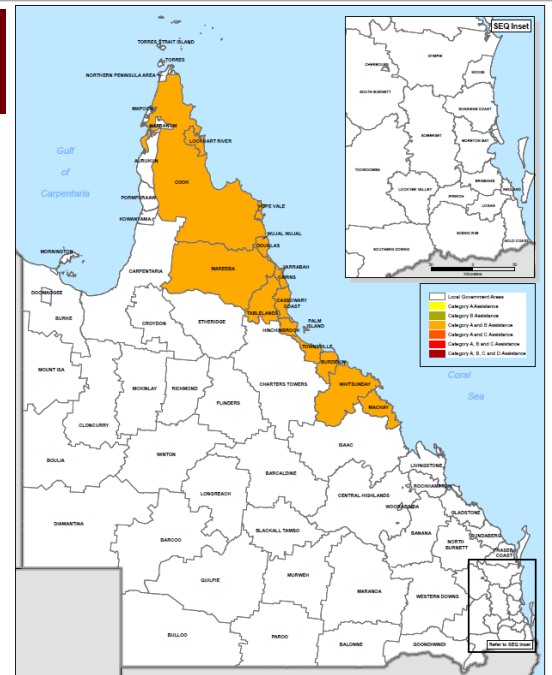 TORRES STRAIT ISLAND
TORRES
NORTHERN PENINSULA AREA
MAPOON
NAPRANUM
LOCKHART RIVER
Gulf
of
Carpentaria
AURUKUN
COOK
PORMPURAAW
HOPE VALE
KOWANYAMA
WUJAL WUJAL
DOUGLAS
MORNINGTON
CARPENTARIA
MAREEBA
YARRABAH
CAIRNS
DOOMADGEE
CASSOWARY
COAST
TABLELANDS
BURKE
CROYDON
ETHERIDGE
HINCHINBROOK
PALM
ISLAND
TOWNSVILLE
BURDEKIN
MOUNT ISA
MCKINLAY
RICHMOND
CHARTERS TOWERS
WHITSUNDAY
FLINDERS
MACKAY
CLONCURRY
Coral
Sea
ISAAC
BOULIA
WINTON
LIVINGSTONE
BARCALDINE
ROCKHAMPTON
LONGREACH
CENTRAL HIGHLANDS
WOORABINDA
GLADSTONE
DIAMANTINA
BARCOO
BLACKALL TAMBO
BANANA
BUNDABERG
NORTH
BURNETT
FRASER
COAST
QUILPIE
MURWEH
MARANOA
WESTERN DOWNS
BULLOO
PAROO
BALONNE
GOONDIWINDI
Refer to SEQ Inset
SEQ Inset
GYMPIE
CHERBOURG
NOOSA
SOUTH BURNETT
SUNSHINE COAST
SOMERSET
MORETON BAY
TOOWOOMBA
BRISBANE
LOCKYER VALLEY
REDLAND
IPSWICH
LOGAN
SCENIC RIM
GOLD COAST
SOUTHERN DOWNS
Kilometres
Local Government Areas
Category A Assistance
Category B Assistance
Category A and B Assistance
Category A and C Assistance
Category A, B and C Assistance
Category A, B, C and D Assistance